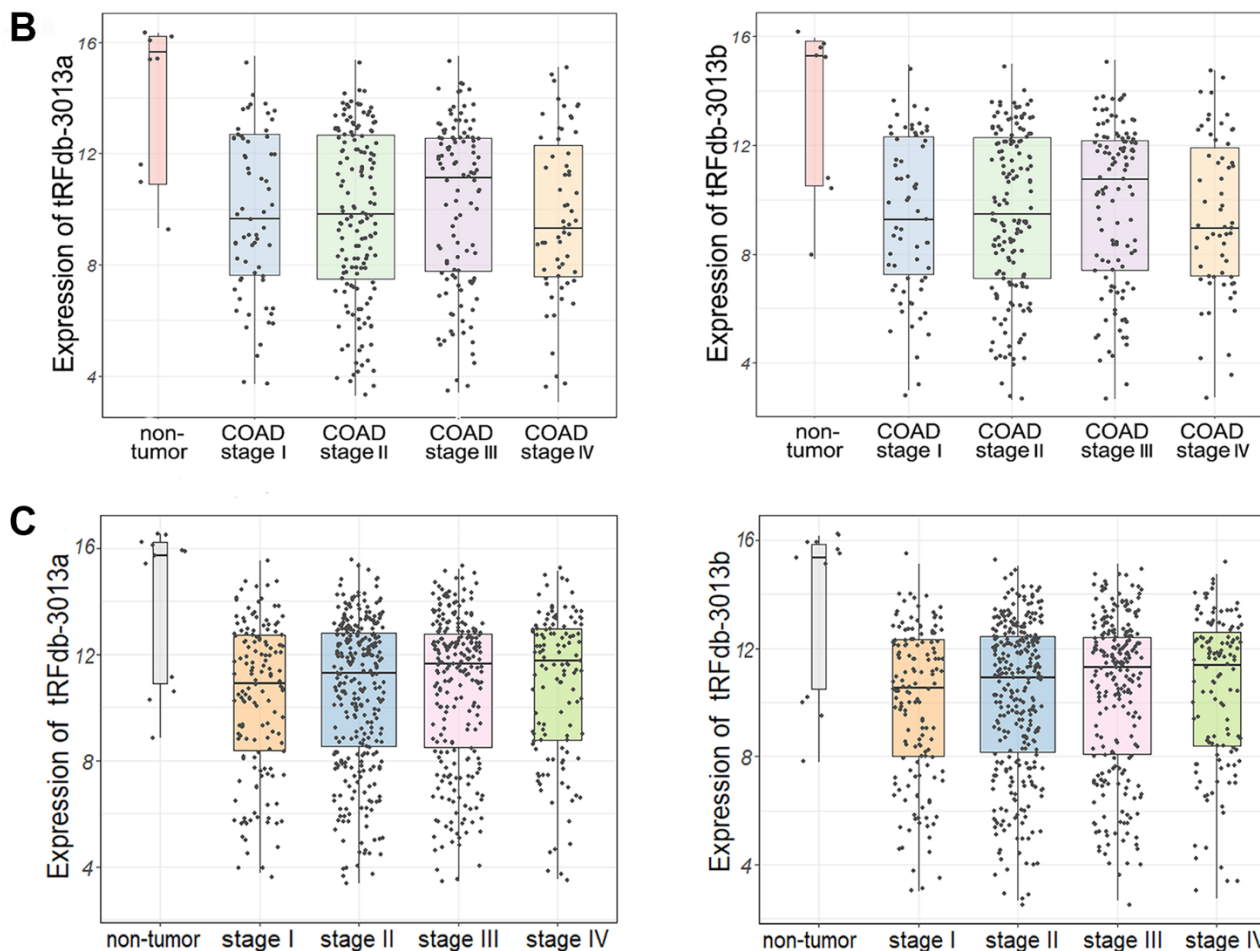 B
Expression of tRFdb-3013a
16
12
8
4
non-
tumor
COAD
stage I
COAD
stage II
COAD
stage III
COAD
stage IV
Expression of tRFdb-3013b
16
12
8
4
non-
tumor
COAD
stage I
COAD
stage II
COAD
stage III
COAD
stage IV
C
Expression of tRFdb-3013a
16
12
8
4
non-tumor
stage I
stage II
stage III
stage IV
Expression of tRFdb-3013b
16
12
8
4
non-tumor
stage I
stage II
stage III
stage IV